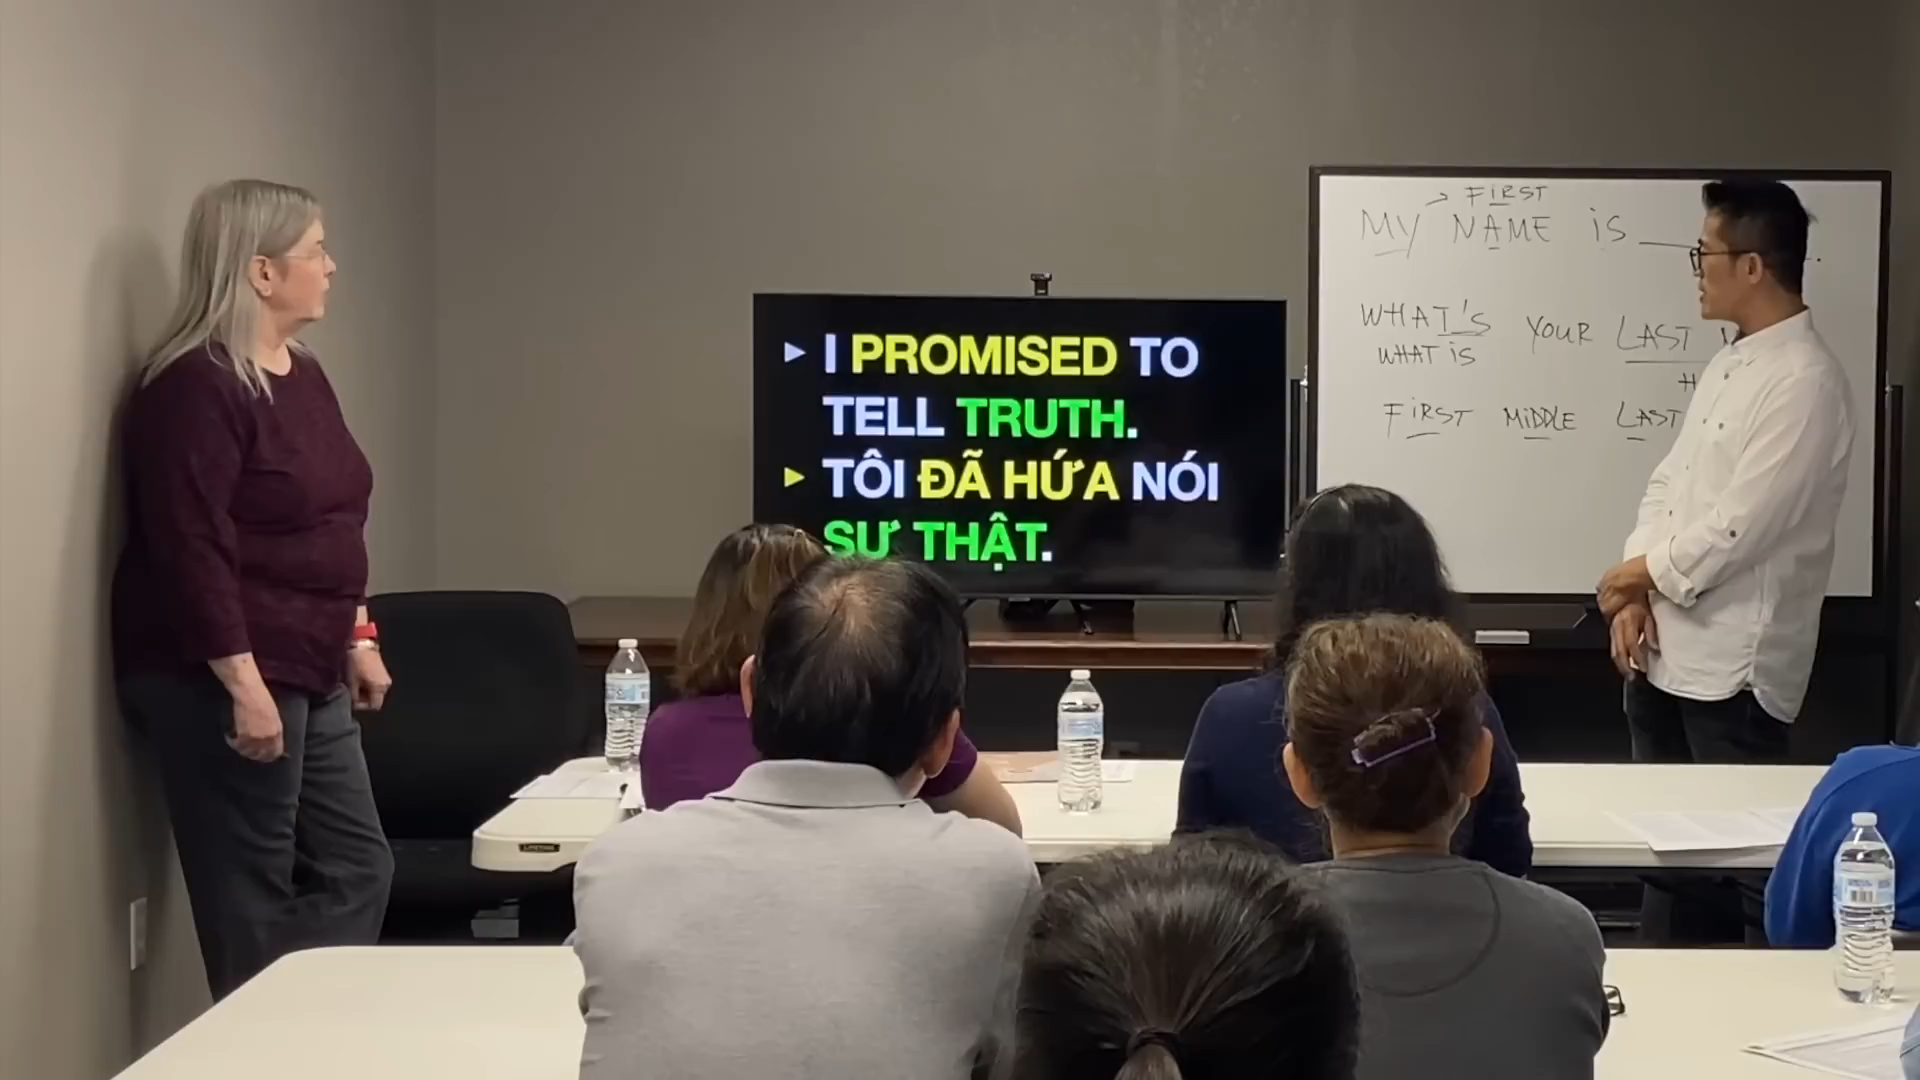 ► I PROMISED TO
TELL TRUTH.
► TÔI ĐÃ HỨA NÓI
SỰ THẬT.
→ FIRST
MY NAME iS
WHAT'S YOUR LAST
WHAT iS
FIRST MIDDLE LAST
LIFETIME